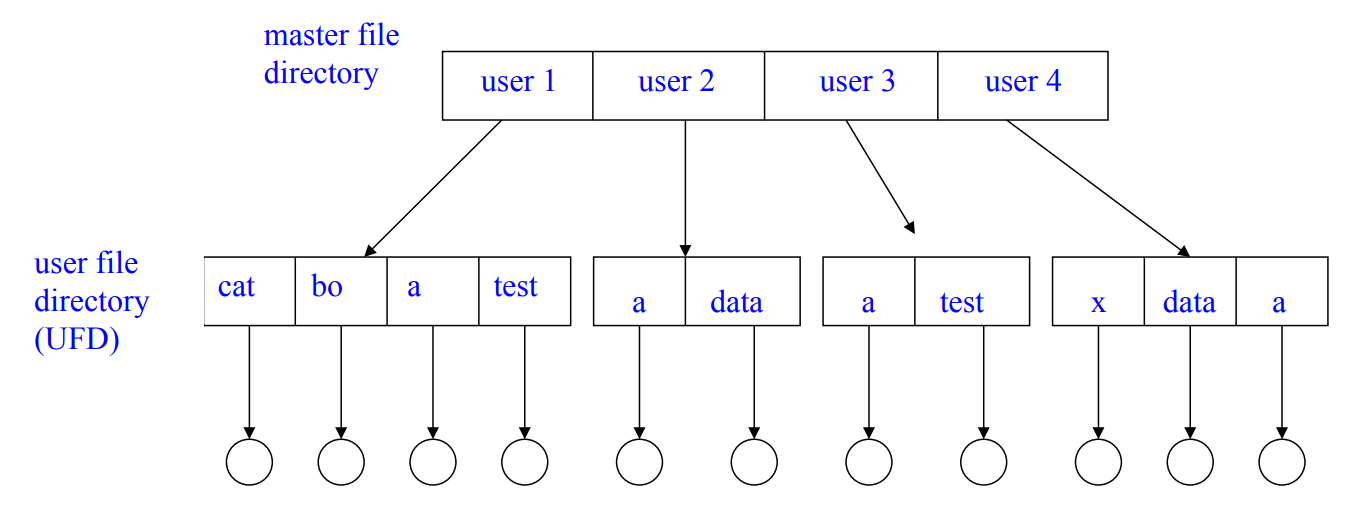 master file
directory
user 1 user 2 user 3 user 4
user file
directory
(UFD)
cat bo a test a data a test x data a